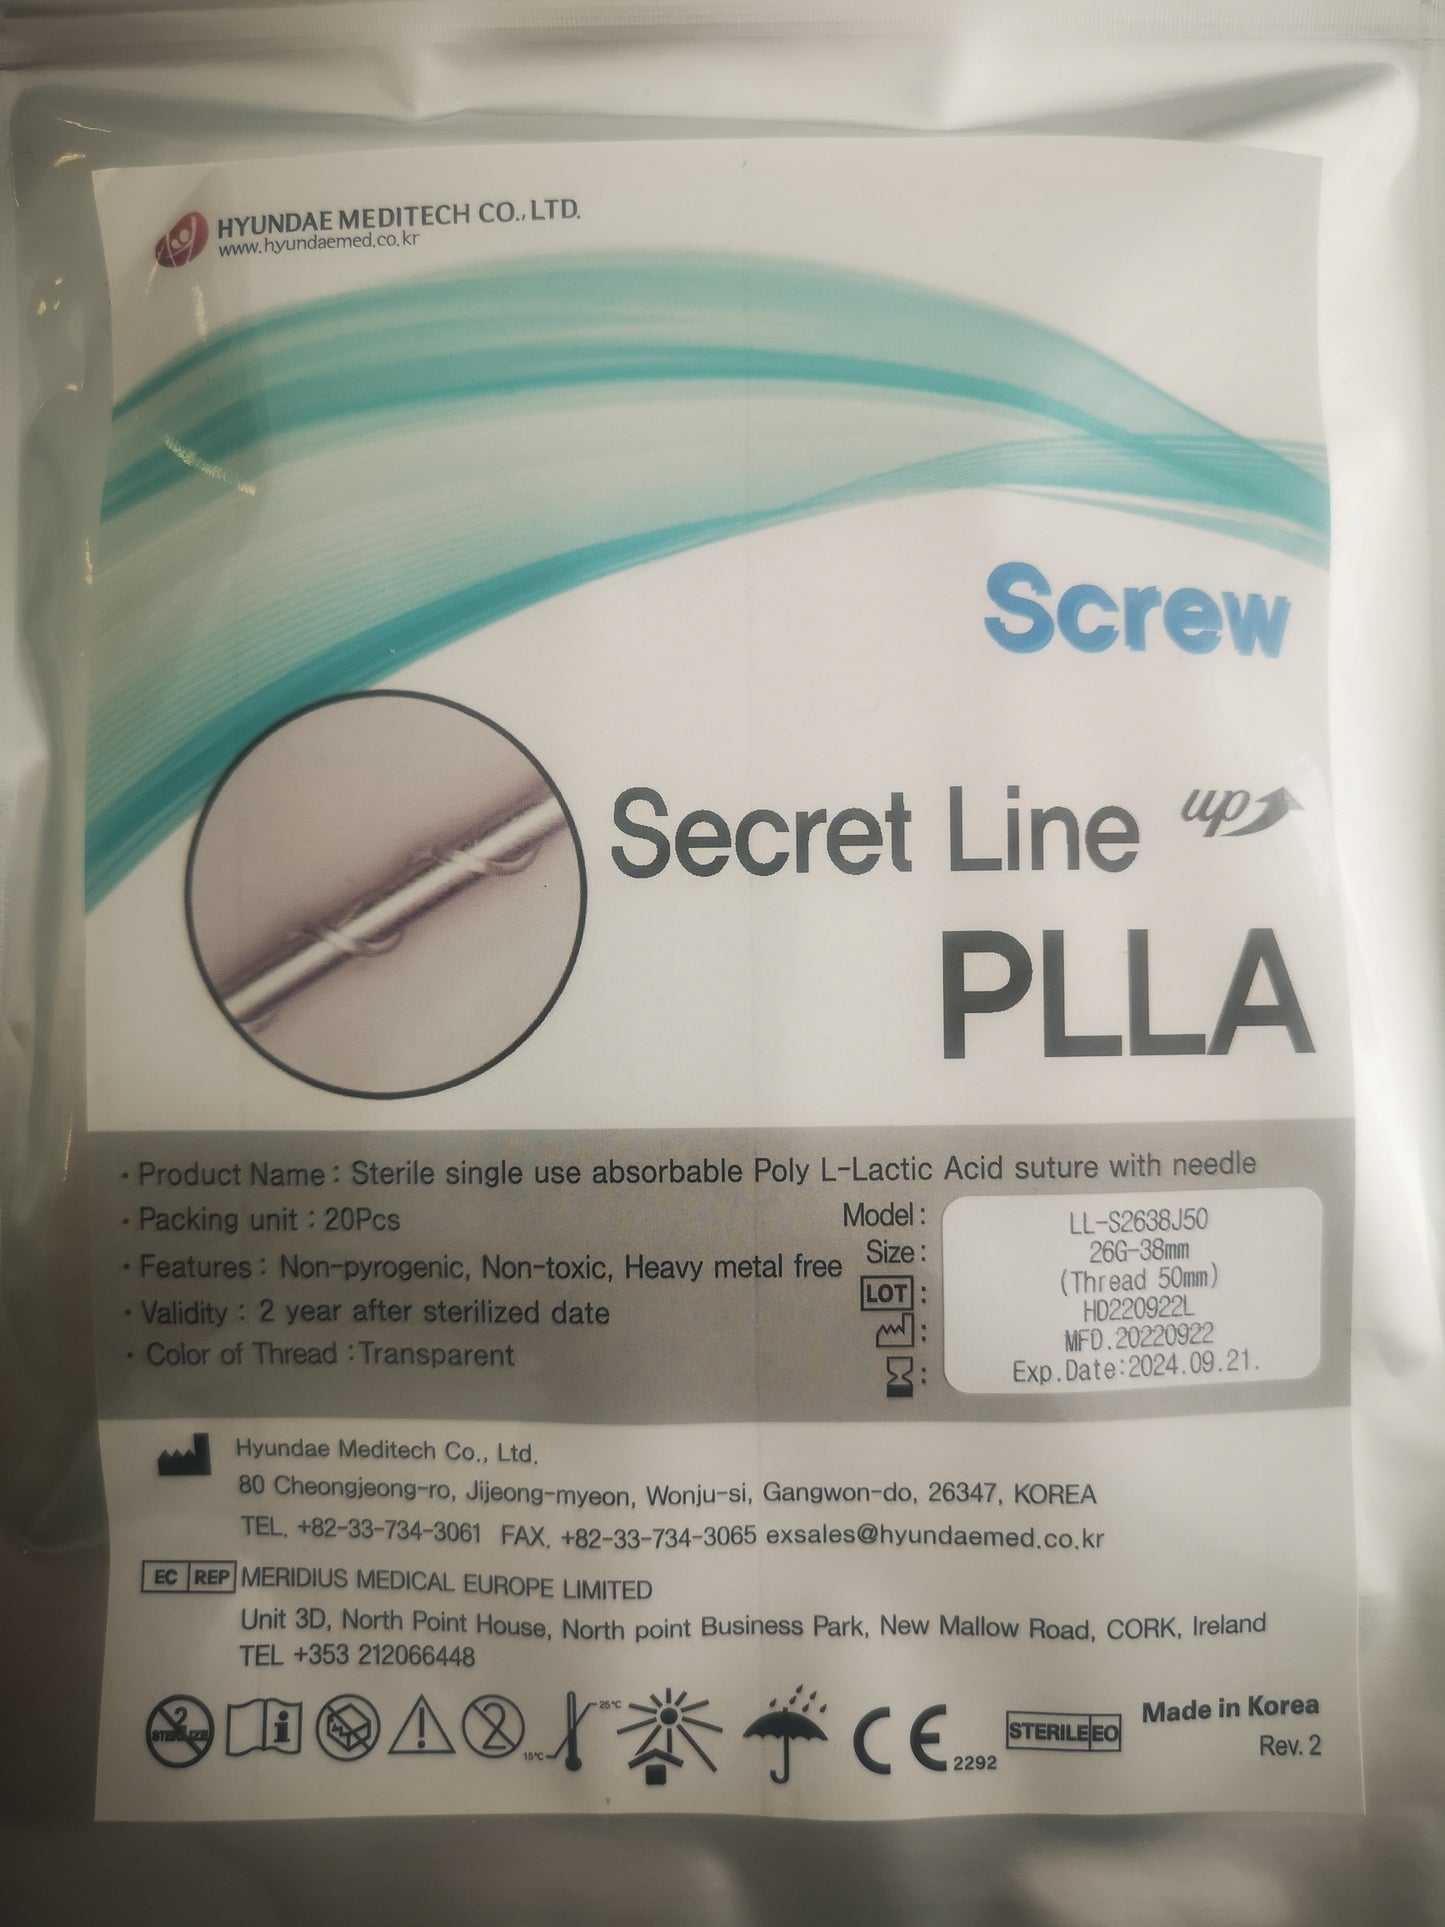 HYUNDAE MEDITECH CO., LTD.
www.hyundaemed.co.kr
Screw
Secret Line up
PLLA
· Product Name : Sterile single use absorbable Poly L-Lactic Acid suture with needle
· Packing unit : 20Pcs
· Features : Non-pyrogenic, Non-toxic, Heavy metal free
· Validity : 2 year after sterilized date
· Color of Thread : Transparent
Model : LL-S2638J50
Size : 26G-38mm
(Thread 50mm)
LOT : HD220922L
: MFD.20220922
: Exp.Date:2024.09.21.
Hyundae Meditech Co., Ltd.
80 Cheongjeong-ro, Jijeong-myeon, Wonju-si, Gangwon-do, 26347, KOREA
TEL. +82-33-734-3061 FAX. +82-33-734-3065 exsales@hyundaemed.co.kr
EC REP MERIDIUS MEDICAL EUROPE LIMITED
Unit 3D, North Point House, North point Business Park, New Mallow Road, CORK, Ireland
TEL +353 212066448
2 STERILIZE
2
15°C 25°C
CE 2292
STERILE EO
Made in Korea
Rev. 2